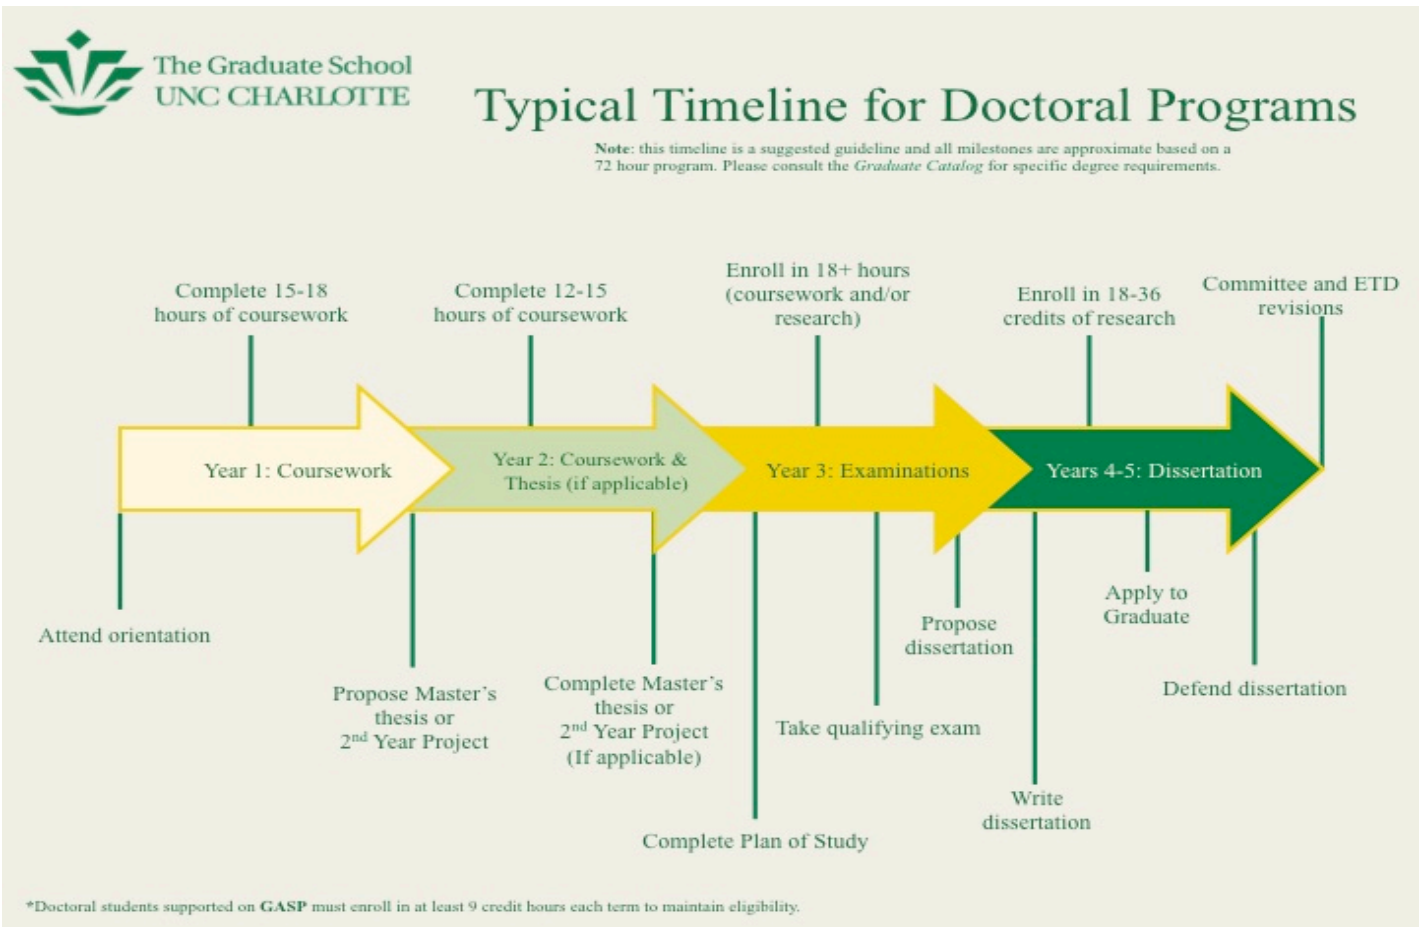 The Graduate School
UNC CHARLOTTE
Typical Timeline for Doctoral Programs
Note: this timeline is a suggested guideline and all milestones are approximate based on a
72 hour program. Please consult the Graduate Catalog for specific degree requirements.
Complete 15-18
hours of coursework
Complete 12-15
hours of coursework
Enroll in 18+ hours
(coursework and/or
research)
Enroll in 18-36
credits of research
Committee and ETD
revisions
Year 1: Coursework
Year 2: Coursework &
Thesis (if applicable)
Year 3: Examinations
Years 4-5: Dissertation
Attend orientation
Propose Master's
thesis or
2nd Year Project
Complete Master's
thesis or
2nd Year Project
(If applicable)
Complete Plan of Study
Take qualifying exam
Propose
dissertation
Write
dissertation
Apply to
Graduate
Defend dissertation
*Doctoral students supported on GASP must enroll in at least 9 credit hours each term to maintain eligibility.